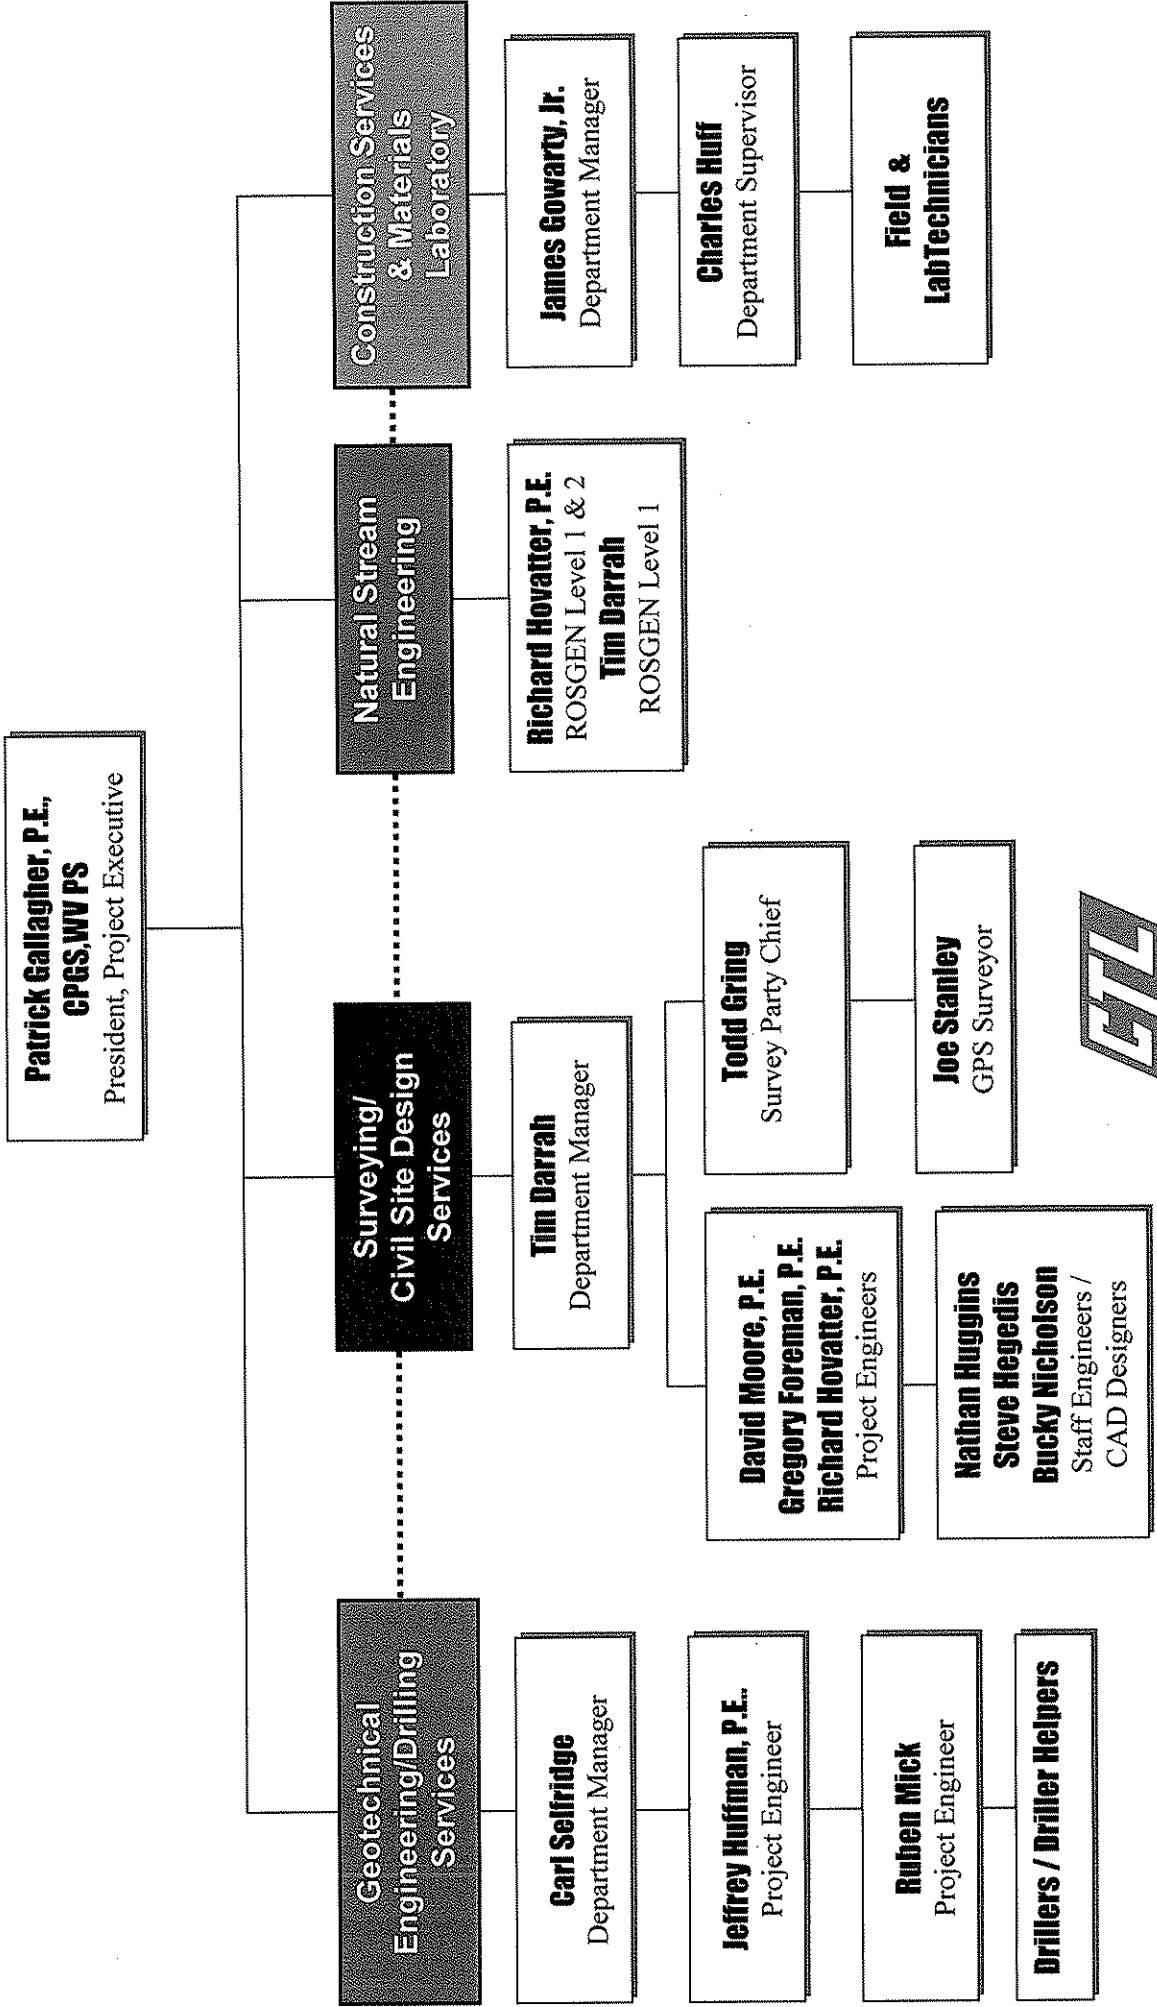 Patrick Gallagher, P.E.,
CPGS,WV PS
President, Project Executive
Geotechnical
Engineering/Drilling
Services
Carl Selfridge
Department Manager
Jeffrey Huffman, P.E..
Project Engineer
Ruben Mick
Project Engineer
Drillers / Driller Helpers
Surveying/
Civil Site Design
Services
Tim Darrah
Department Manager
David Moore, P.E.
Gregory Foreman, P.E.
Richard Hovatter, P.E.
Project Engineers
Nathan Huggins
Steve Hegedis
Bucky Nicholson
Staff Engineers /
CAD Designers
Todd Gring
Survey Party Chief
Joe Stanley
GPS Surveyor
Natural Stream
Engineering
Richard Hovatter, P.E.
ROSGEN Level 1 & 2
Tim Darrah
ROSGEN Level 1
Construction Services
& Materials
Laboratory
James Gowarty, Jr.
Department Manager
Charles Huff
Department Supervisor
Field &
LabTechnicians
CTL